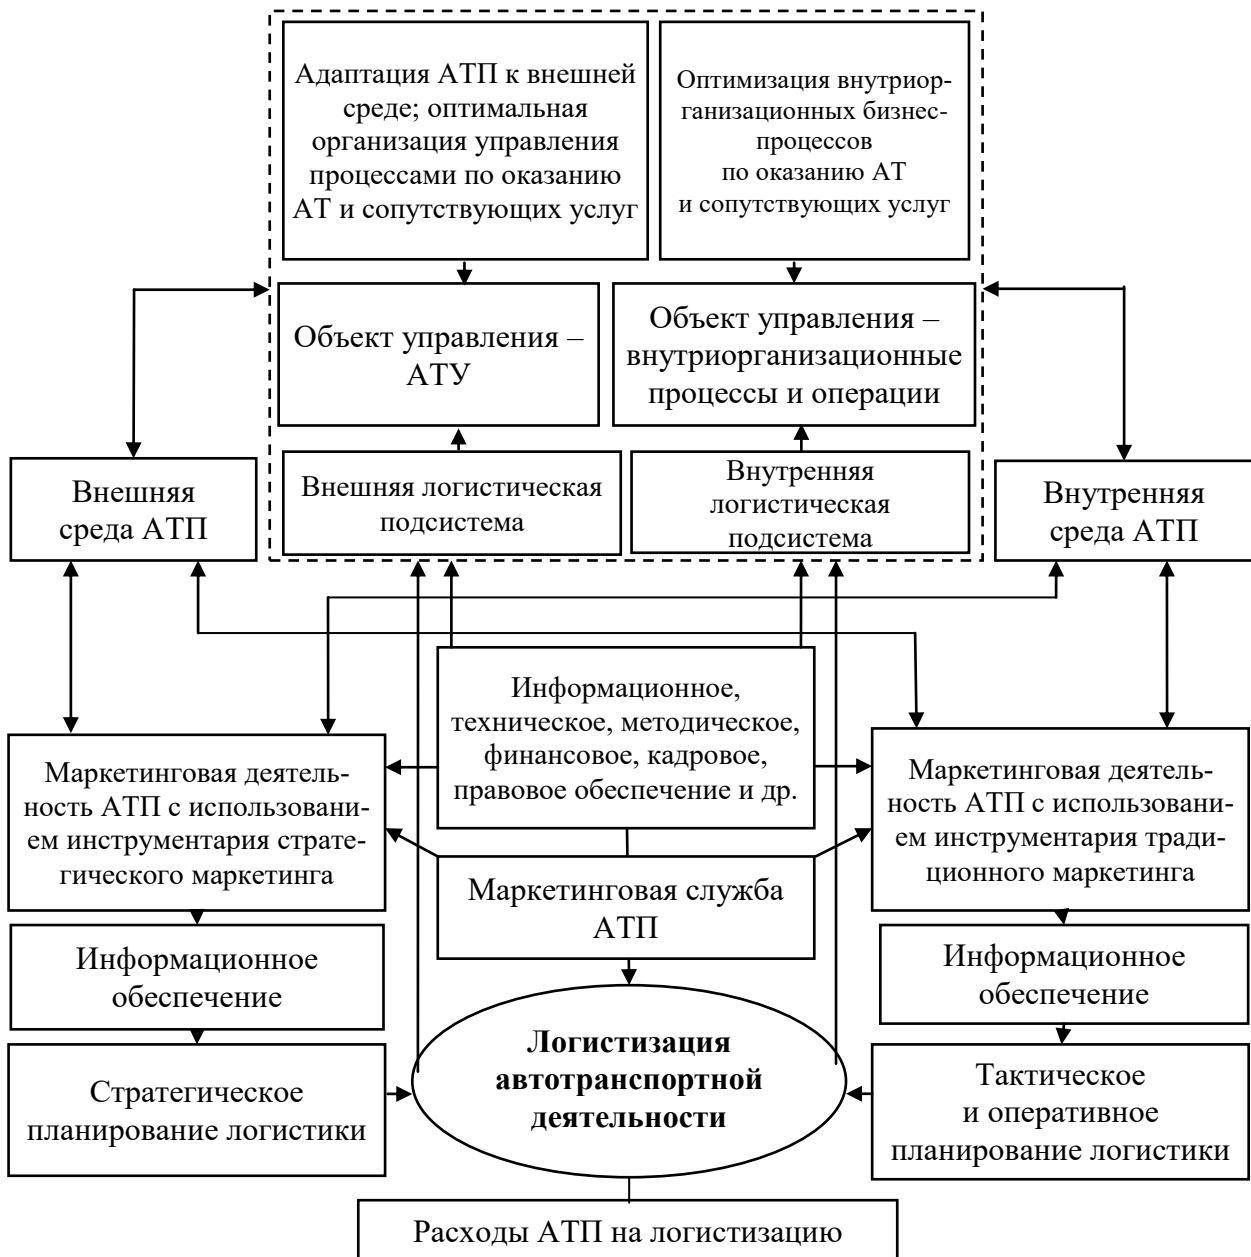 Адаптация АТП к внешней
среде; оптимальная
организация управления
процессами по оказанию
АТ и сопутствующих услуг
Оптимизация внутриор-
ганизационных бизнес-
процессов
по оказанию АТ
и сопутствующих услуг
Объект управления –
АТУ
Объект управления –
внутриорганизационные
процессы и операции
Внешняя
среда АТП
Внешняя логистическая
подсистема
Внутренняя
логистическая
подсистема
Внутренняя
среда АТП
Информационное,
техническое, методическое,
финансовое, кадровое,
правовое обеспечение и др.
Маркетинговая деятель-
ность АТП с использовани-
ем инструментария страте-
гического маркетинга
Маркетинговая деятель-
ность АТП с использовани-
ем инструментария тради-
ционного маркетинга
Маркетинговая служба
АТП
Информационное
обеспечение
Информационное
обеспечение
Стратегическое
планирование логистики
Логистизация
автотранспортной
деятельности
Тактическое
и оперативное
планирование логистики
Расходы АТП на логистизацию